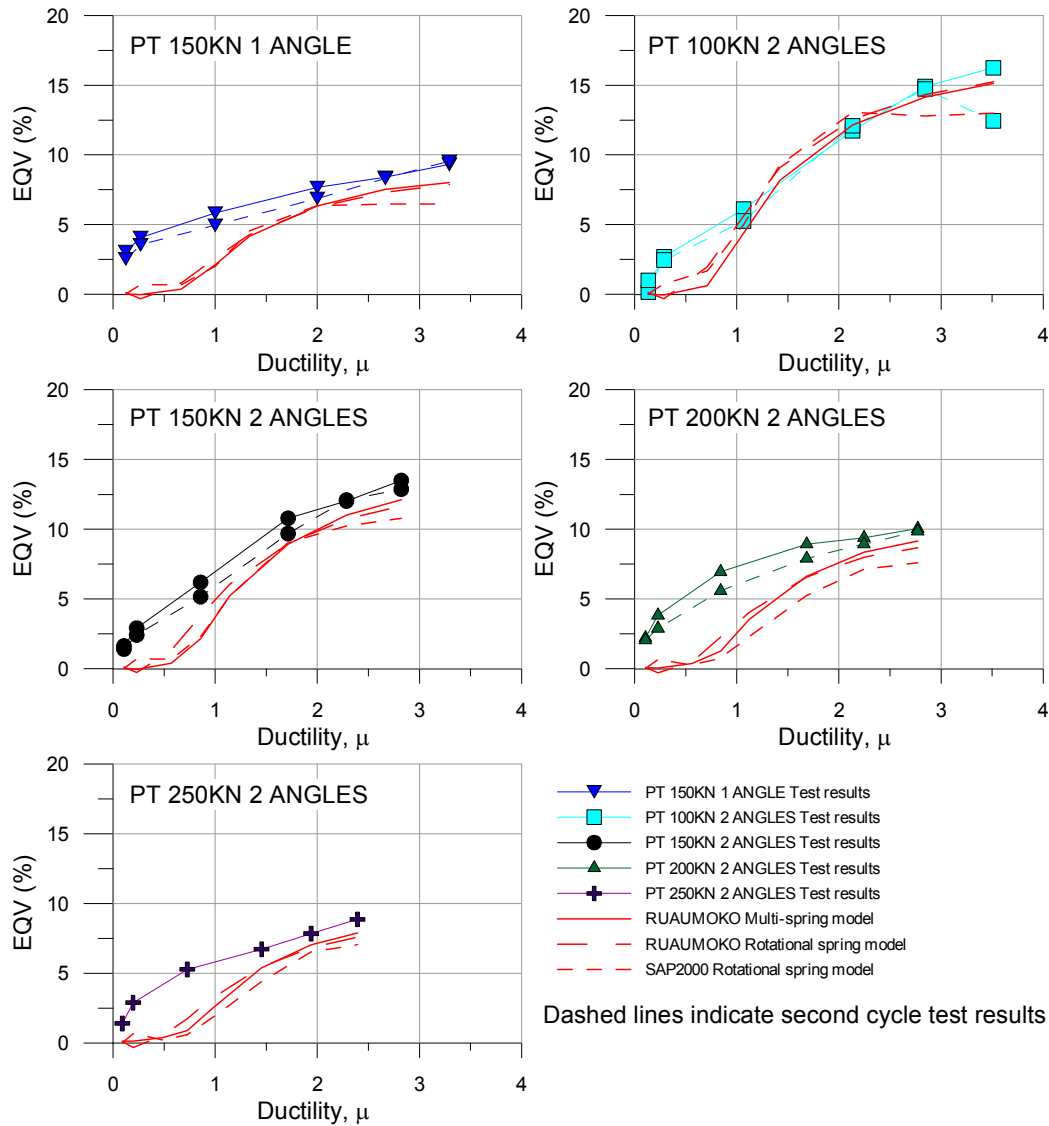 PT 150KN 1 ANGLE
20
15
10
5
0
EQV (%)
0 1 2 3 4
Ductility, μ
PT 100KN 2 ANGLES
20
15
10
5
0
EQV (%)
0 1 2 3 4
Ductility, μ
PT 150KN 2 ANGLES
20
15
10
5
0
EQV (%)
0 1 2 3 4
Ductility, μ
PT 200KN 2 ANGLES
20
15
10
5
0
EQV (%)
0 1 2 3 4
Ductility, μ
PT 250KN 2 ANGLES
20
15
10
5
0
EQV (%)
0 1 2 3 4
Ductility, μ
PT 150KN 1 ANGLE Test results
PT 100KN 2 ANGLES Test results
PT 150KN 2 ANGLES Test results
PT 200KN 2 ANGLES Test results
PT 250KN 2 ANGLES Test results
RUAUMOKO Multi-spring model
RUAUMOKO Rotational spring model
SAP2000 Rotational spring model
Dashed lines indicate second cycle test results